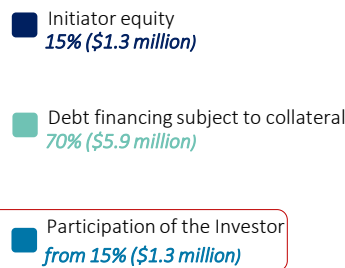 Initiator equity
15% ($1.3 million)
Debt financing subject to collateral
70% ($5.9 million)
Participation of the Investor
from 15% ($1.3 million)